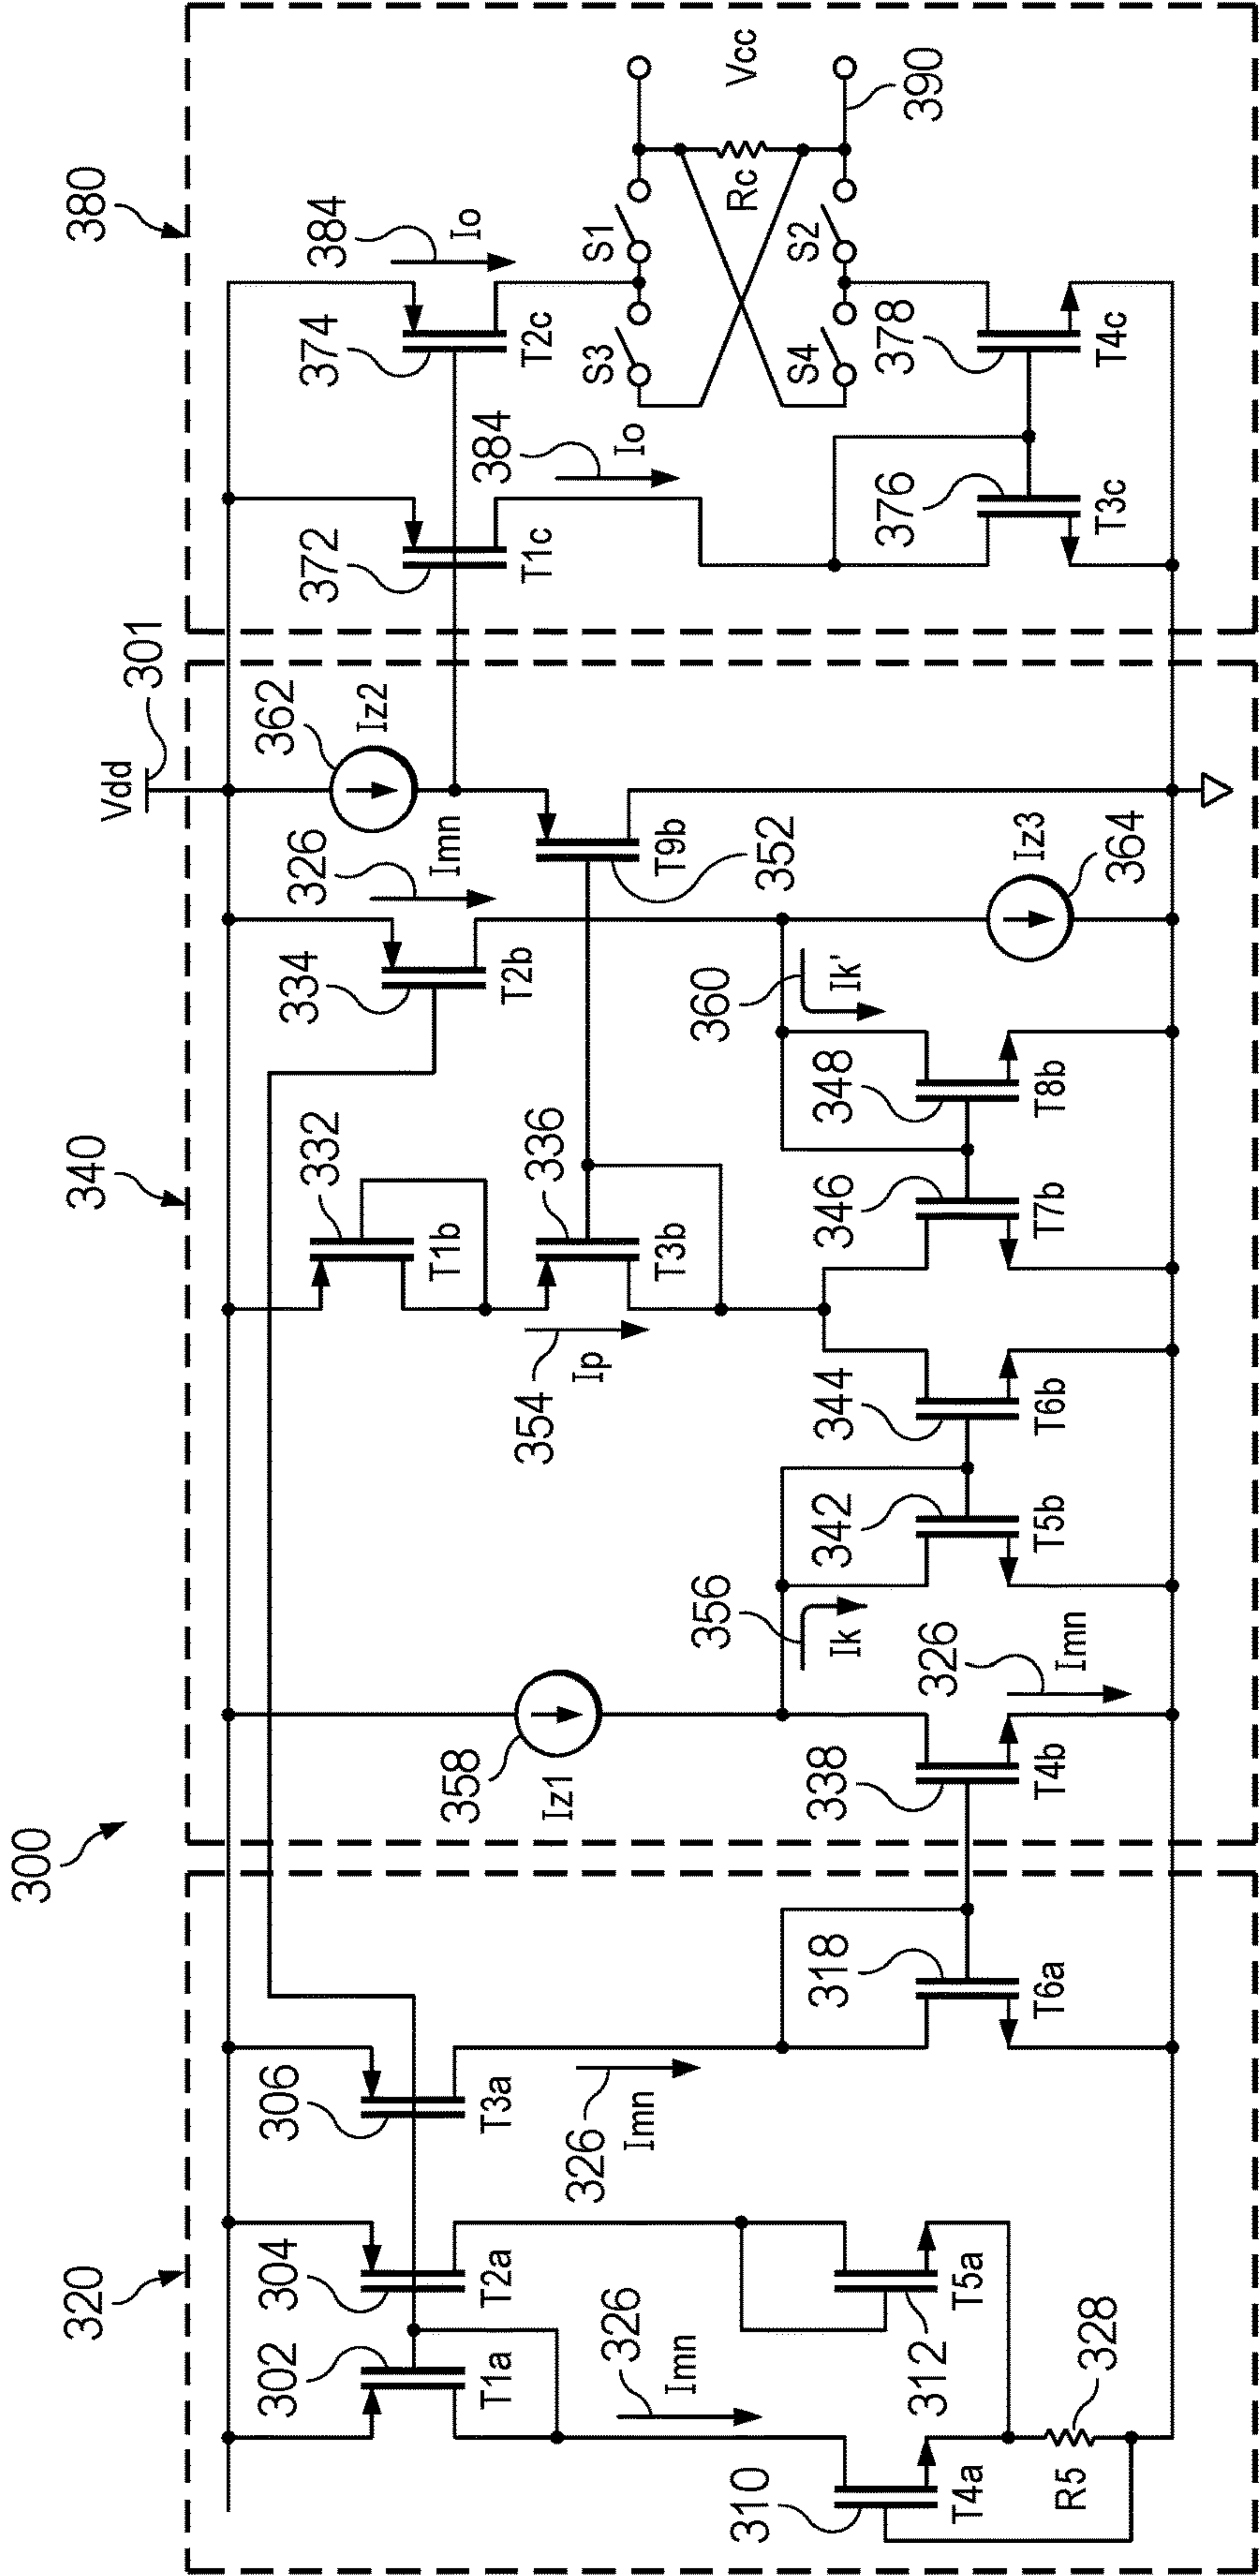 300
320
340
380
Vdd
301
302
T1a
304
T2a
306
T3a
326
Imn
326
Imn
310
T4a
312
T5a
R5
328
318
T6a
358
Iz1
338
T4b
326
Imn
356
Ik
342
T5b
344
T6b
354
Ip
332
T1b
336
T3b
346
T7b
348
T8b
360
Ik'
334
T2b
326
Imn
362
Iz2
T9b
352
Iz3
364
372
T1c
384
Io
374
T2c
384
Io
376
T3c
378
T4c
S3
S1
S4
S2
Rc
Vcc
390